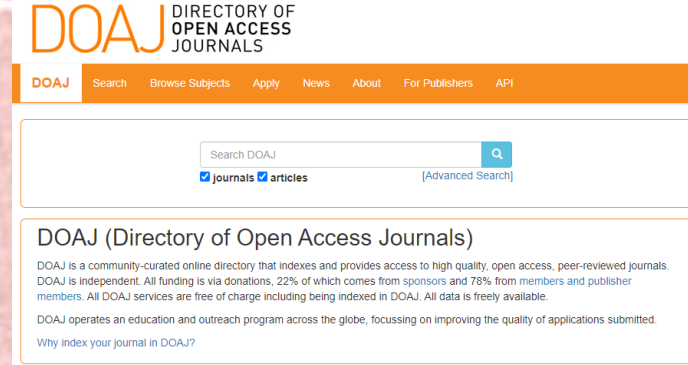 DOAJ DIRECTORY OF
OPEN ACCESS
JOURNALS
DOAJ Search Browse Subjects Apply News About For Publishers API
Search DOAJ
journals articles [Advanced Search]
DOAJ (Directory of Open Access Journals)
DOAJ is a community-curated online directory that indexes and provides access to high quality, open access, peer-reviewed journals.
DOAJ is independent. All funding is via donations, 22% of which comes from sponsors and 78% from members and publisher
members. All DOAJ services are free of charge including being indexed in DOAJ. All data is freely available.
DOAJ operates an education and outreach program across the globe, focussing on improving the quality of applications submitted.
Why index your journal in DOAJ?